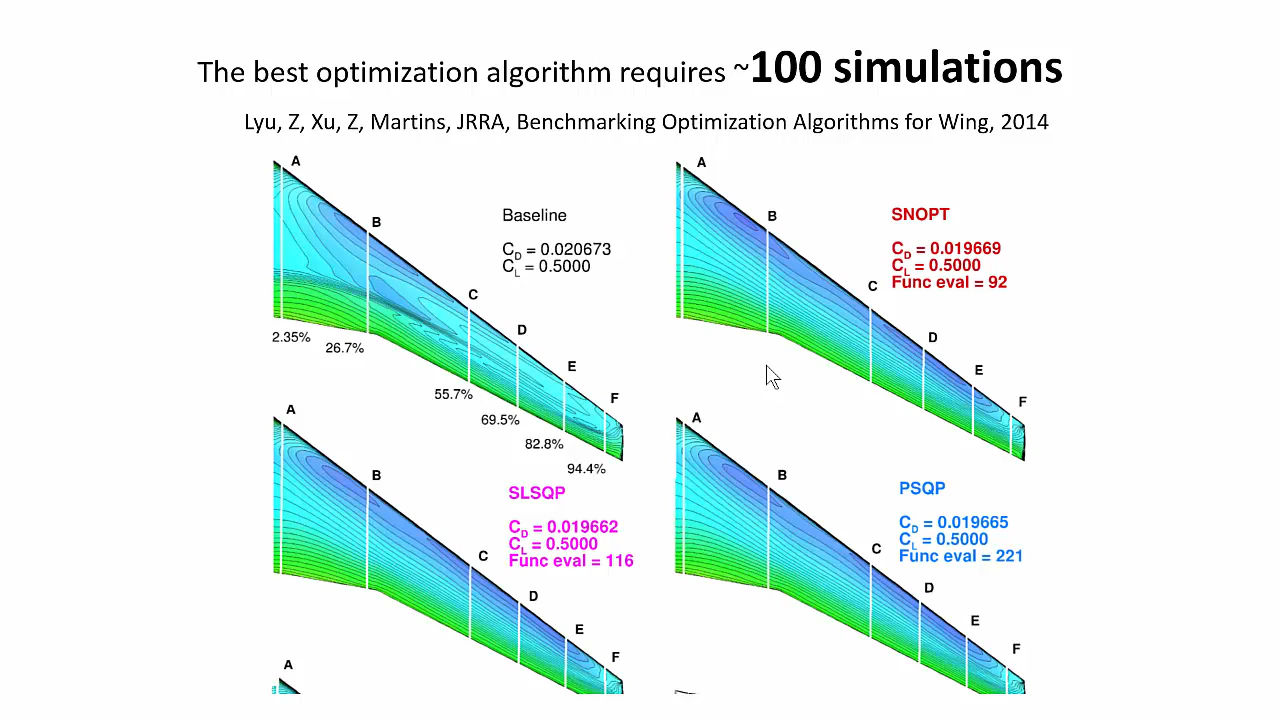 The best optimization algorithm requires ~100 simulations
Lyu, Z, Xu, Z, Martins, JRRA, Benchmarking Optimization Algorithms for Wing, 2014
A
B
C
D
E
F
Baseline
CD = 0.020673
CL = 0.5000
2.35%
26.7%
55.7%
69.5%
82.8%
94.4%
A
B
C
D
E
F
SNOPT
CD = 0.019669
CL = 0.5000
Func eval = 92
A
B
C
D
E
F
SLSQP
CD = 0.019662
CL = 0.5000
Func eval = 116
A
B
C
D
E
F
PSQP
CD = 0.019665
CL = 0.5000
Func eval = 221
A